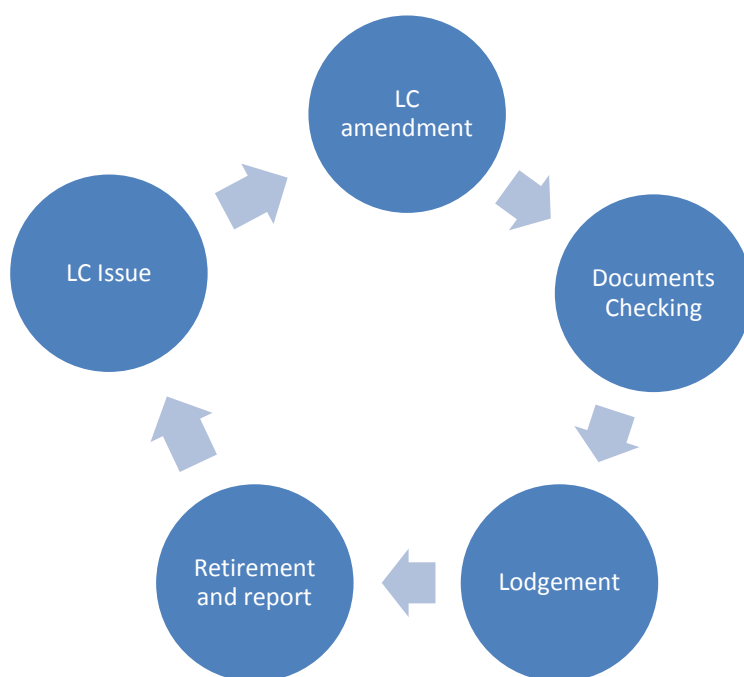 LC
amendment
LC Issue
Documents
Checking
Retirement
and report
Lodgement